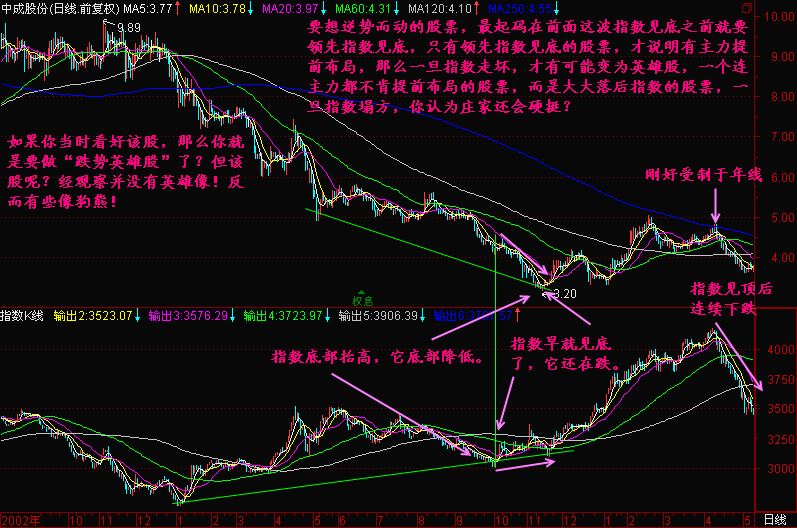 中成股份(日线.前复权) MA5:3.77↑ MA10:3.78↓ MA20:3.97↓ MA60:4.31↓ MA120:4.10↑ MA250:4.55↓
9.89
要想逆势而动的股票，最起码在前面这波指数见底之前就要
领先指数见底，只有领先指数见底的股票，才说明有主力提
前布局，那么一旦指数走坏，才有可能变为英雄股，一个连
主力都不肯提前布局的股票，而是大大落后指数的股票，一
旦指数塌方，你认为庄家还会硬挺？
如果你当时看好该股，那么你就
是要做“跌势英雄股”了？但该
股呢？经观察并没有英雄像！反
而有些像狗熊！
刚好受制于年线
10.00
9.00
8.00
7.00
6.00
5.00
4.00
3.20
权息
指数见顶后
连续下跌
指数K线 输出2:3523.07↓ 输出3:3576.29↓ 输出4:3723.97↓ 输出5:3906.39↓
指数底部抬高，它底部降低。
指数早就见底
了，它还在跌。
4000
3750
3500
3250
3000
2002年 10 11 12 1 2 3 4 5 6 7 8 9 10 11 12 1 2 3 4 5 日线